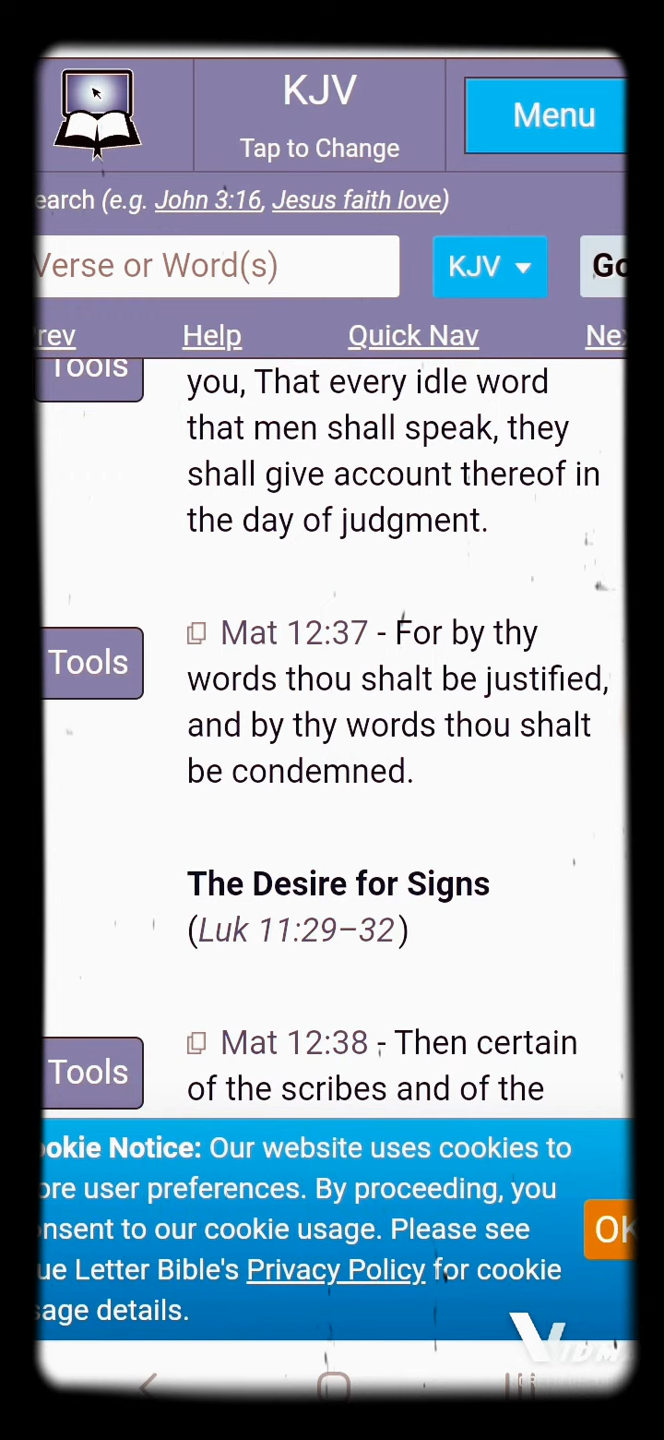 KJV
Menu
Tap to Change
earch (e.g. John 3:16, Jesus faith love)
Verse or Word(s)
KJV
Go
rev
Help
Quick Nav
Nex
Tools
you, That every idle word
that men shall speak, they
shall give account thereof in
the day of judgment.
Tools
Mat 12:37 - For by thy
words thou shalt be justified,
and by thy words thou shalt
be condemned.
The Desire for Signs
(Luk 11:29–32)
Tools
Mat 12:38 - Then certain
of the scribes and of the
ookie Notice: Our website uses cookies to
ore user preferences. By proceeding, you
onsent to our cookie usage. Please see
ue Letter Bible's Privacy Policy for cookie
sage details.
OK